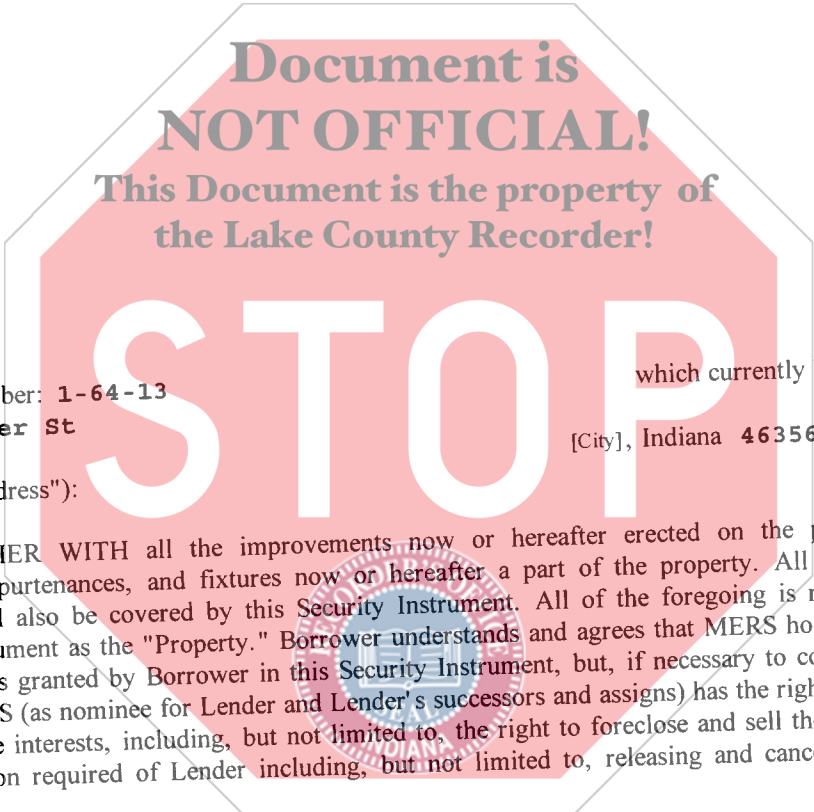 Document is
NOT OFFICIAL!
This Document is the property of
the Lake County Recorder!
STOP
which currently
ber: 1-64-13
er St
[City], Indiana 46356
dress"):
HER WITH all the improvements now or hereafter erected on the p
purtenances, and fixtures now or hereafter a part of the property. All
l also be covered by this Security Instrument. All of the foregoing is r
ument as the "Property." Borrower understands and agrees that MERS ho
s granted by Borrower in this Security Instrument, but, if necessary to co
S (as nominee for Lender and Lender's successors and assigns) has the righ
e interests, including, but not limited to, the right to foreclose and sell the
on required of Lender including, but not limited to, releasing and canc
RECORDER'S OFFICE
SEAL
INDIANA